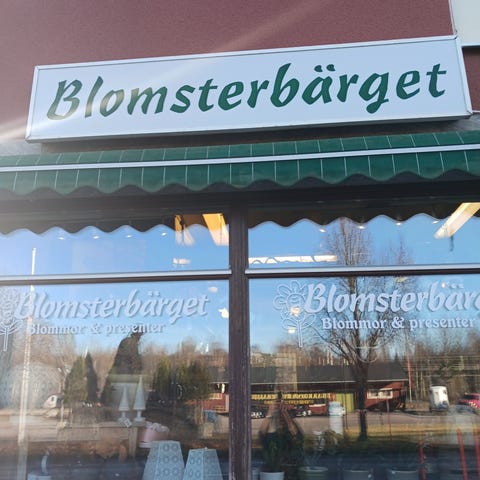 Blomsterbärget
Blomsterbärget
Blommor & presenter
Blomsterbärg
Blommor & presenter